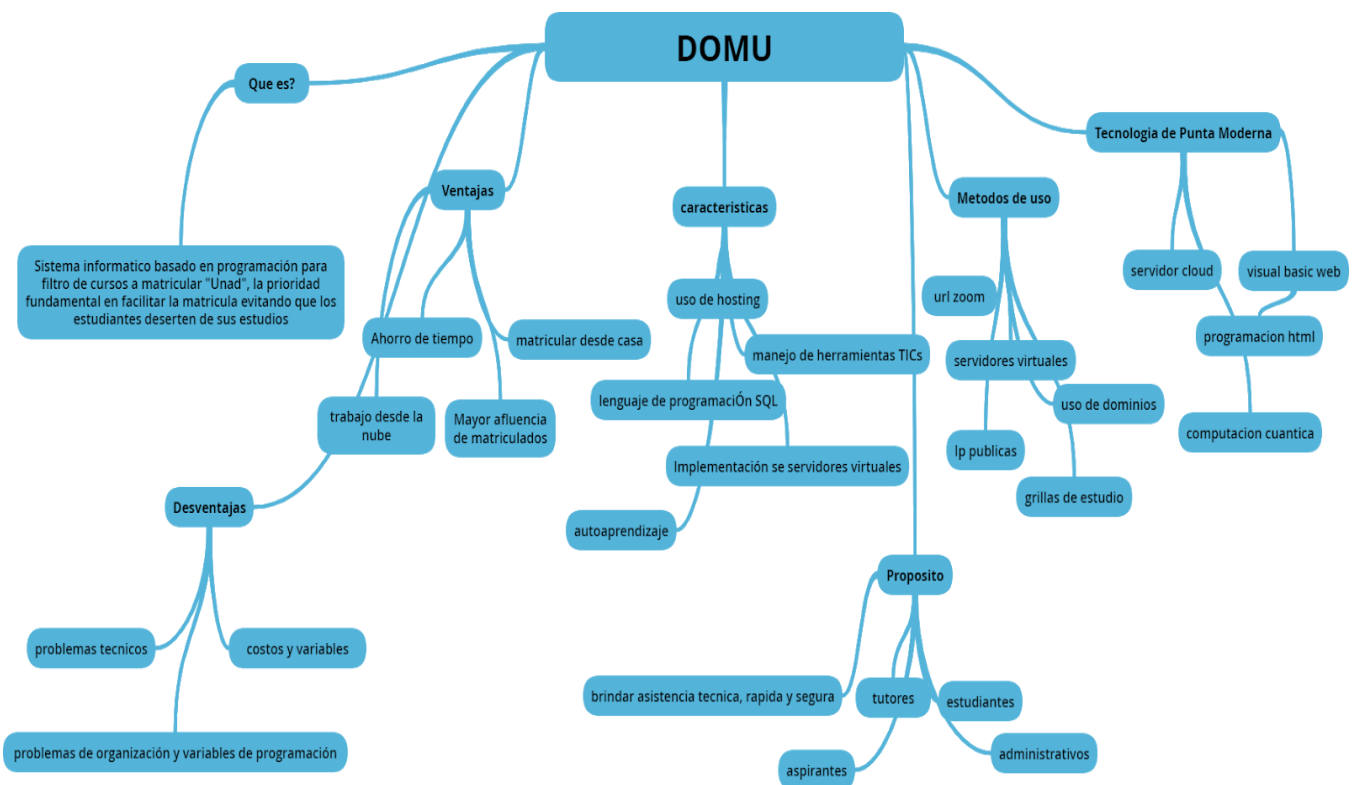 DOMU
Que es?
Sistema informatico basado en programación para
filtro de cursos a matricular "Unad", la prioridad
fundamental en facilitar la matricula evitando que los
estudiantes deserten de sus estudios
Ventajas
Ahorro de tiempo
matricular desde casa
trabajo desde la
nube
Mayor afluencia
de matriculados
Desventajas
problemas tecnicos
costos y variables
problemas de organización y variables de programación
caracteristicas
uso de hosting
manejo de herramientas TICs
lenguaje de programaciÓn SQL
Implementación se servidores virtuales
autoaprendizaje
Proposito
brindar asistencia tecnica, rapida y segura
tutores
estudiantes
administrativos
aspirantes
Metodos de uso
url zoom
servidores virtuales
uso de dominios
Ip publicas
grillas de estudio
Tecnologia de Punta Moderna
servidor cloud
visual basic web
programacion html
computacion cuantica